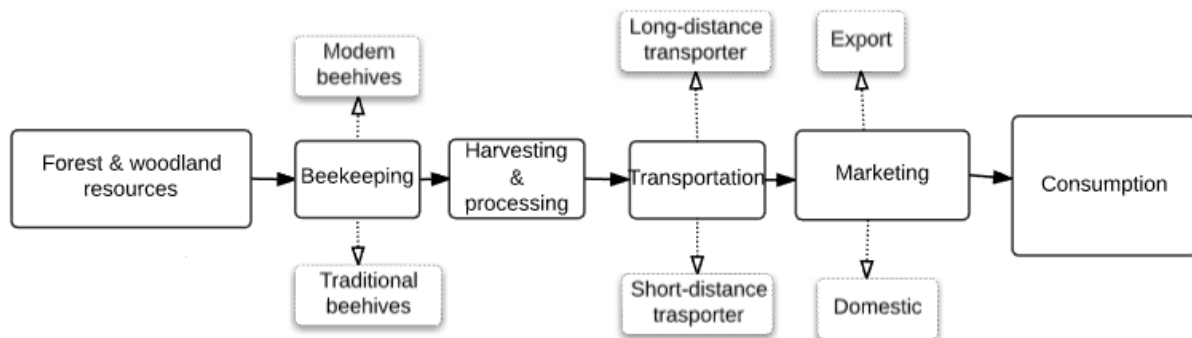 Modern
beehives
Long-distance
transporter
Export
Forest & woodland
resources
Beekeeping
Harvesting
&
processing
Transportation
Marketing
Consumption
Traditional
beehives
Short-distance
trasporter
Domestic